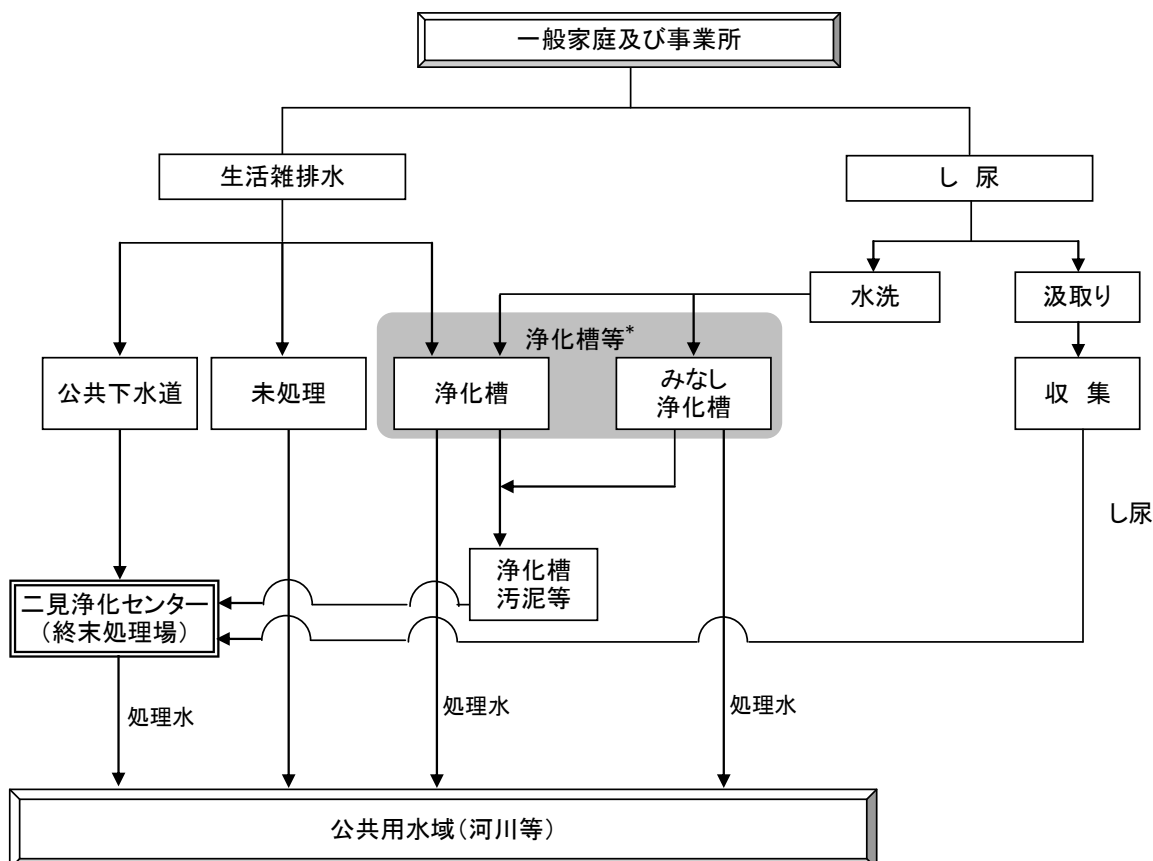 一般家庭及び事業所
生活雑排水
し 尿
水洗
汲取り
浄化槽等*
公共下水道
未処理
浄化槽
みなし
浄化槽
収 集
し尿
浄化槽
汚泥等
二見浄化センター
(終末処理場)
処理水
処理水
処理水
公共用水域(河川等)